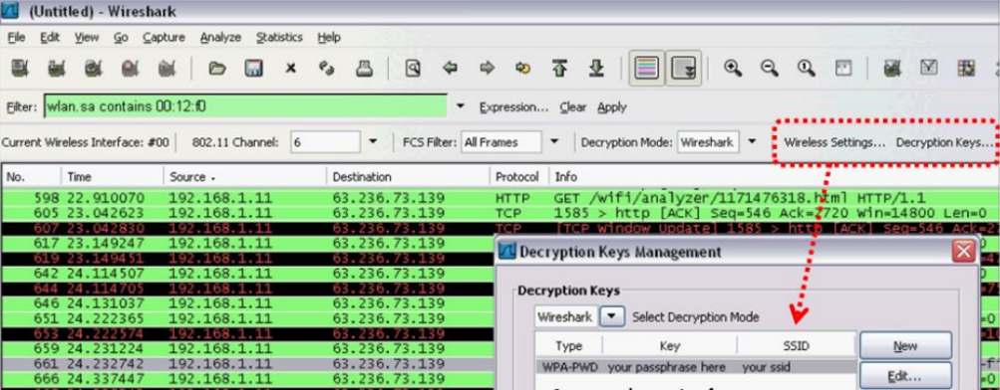 (Untitled) - Wireshark
File Edit View Go Capture Analyze Statistics Help
Filter: wlan.sa contains 00:12:f0 Expression... Clear Apply
Current Wireless Interface: #00 802.11 Channel: 6 FCS Filter: All Frames Decryption Mode: Wireshark Wireless Settings... Decryption Keys...
No. Time Source Destination Protocol Info
598 22.910070 192.168.1.11 63.236.73.139 HTTP GET /wifi/analyzer/1171476318.html HTTP/1.1
605 23.042623 192.168.1.11 63.236.73.139 TCP 1585 > http [ACK] Seq=546 Ack=2720 Win=14800 Len=0
607 23.042830 192.168.1.11 63.236.73.139 TCP [TCP Window Update] 1585 > http [ACK] Seq=546
617 23.149247 192.168.1.11 63.236.73.139
619 23.149451 192.168.1.11 63.236.73.139
642 24.114507 192.168.1.11 63.236.73.139
644 24.114705 192.168.1.11 63.236.73.139
646 24.131037 192.168.1.11 63.236.73.139
651 24.222365 192.168.1.11 63.236.73.139
653 24.222574 192.168.1.11 63.236.73.139
659 24.231224 192.168.1.11 63.236.73.139
661 24.232742 192.168.1.11 63.236.73.139
666 24.337447 192.168.1.11 63.236.73.139
Decryption Keys Management
Decryption Keys
Wireshark Select Decryption Mode
Type Key SSID New
WPA-PWD your passphrase here your ssid
Edit...